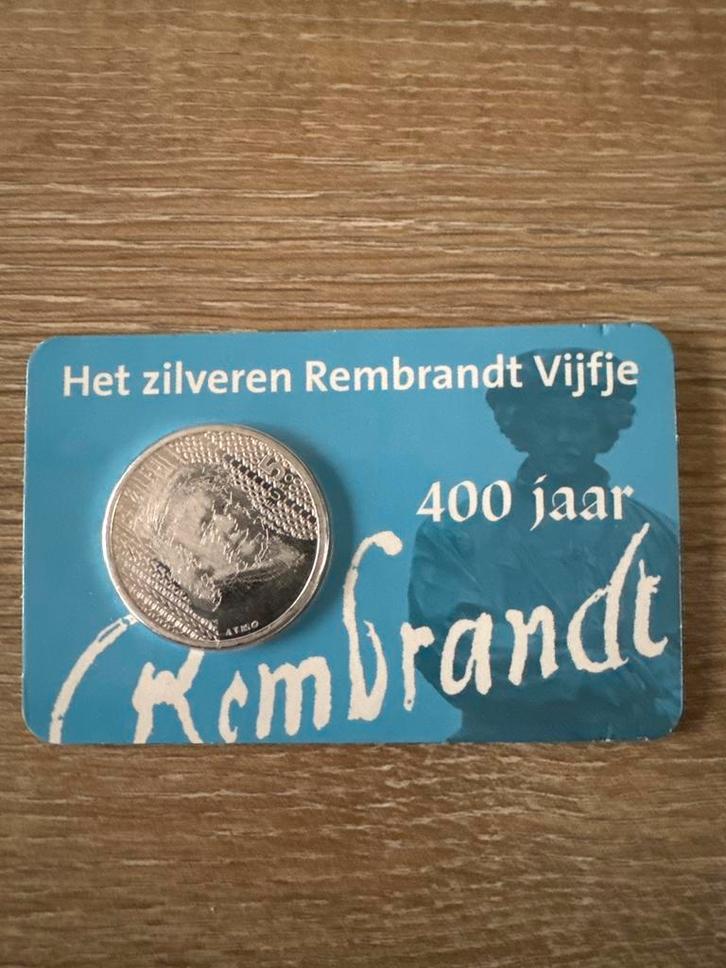 Het zilveren Rembrandt Vijfje
400 jaar
Rembrandt